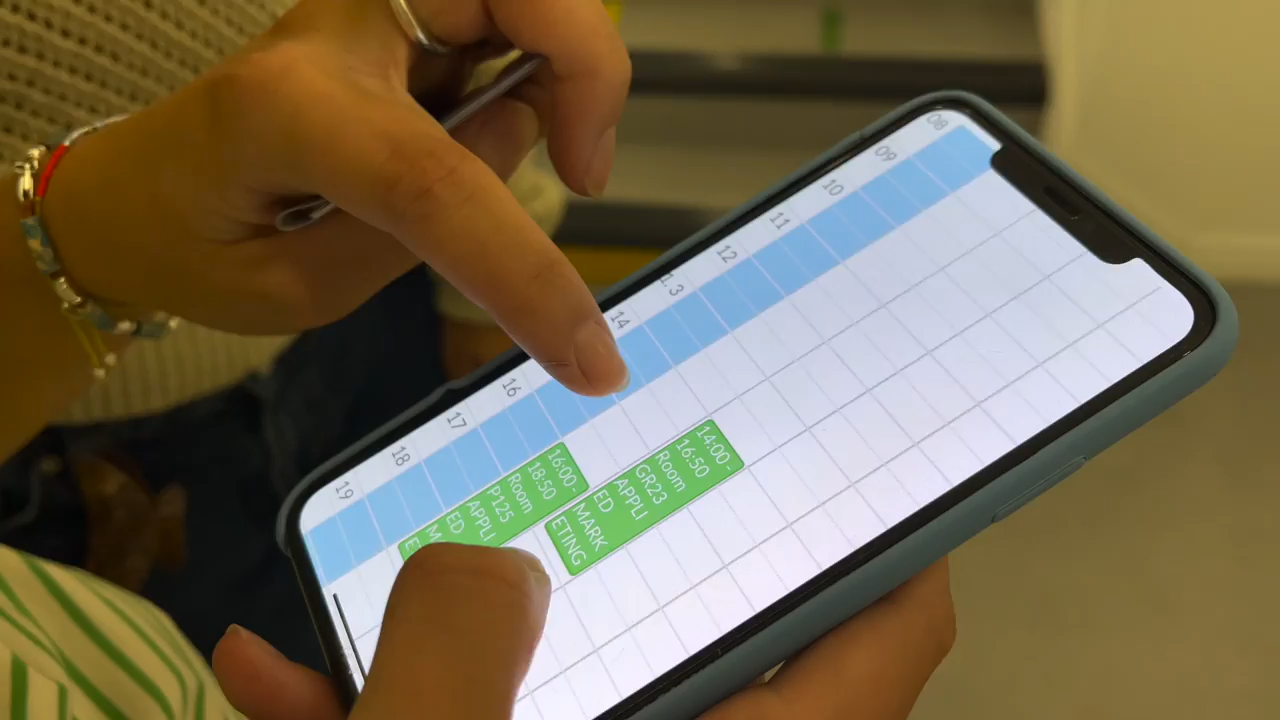 08
09
10
11
12
13
14
16
17
18
19
16:00-
18:50
Room
P125
APPLI
ED
14:00-
16:50
Room
GR23
APPLI
ED
MARK
ETING